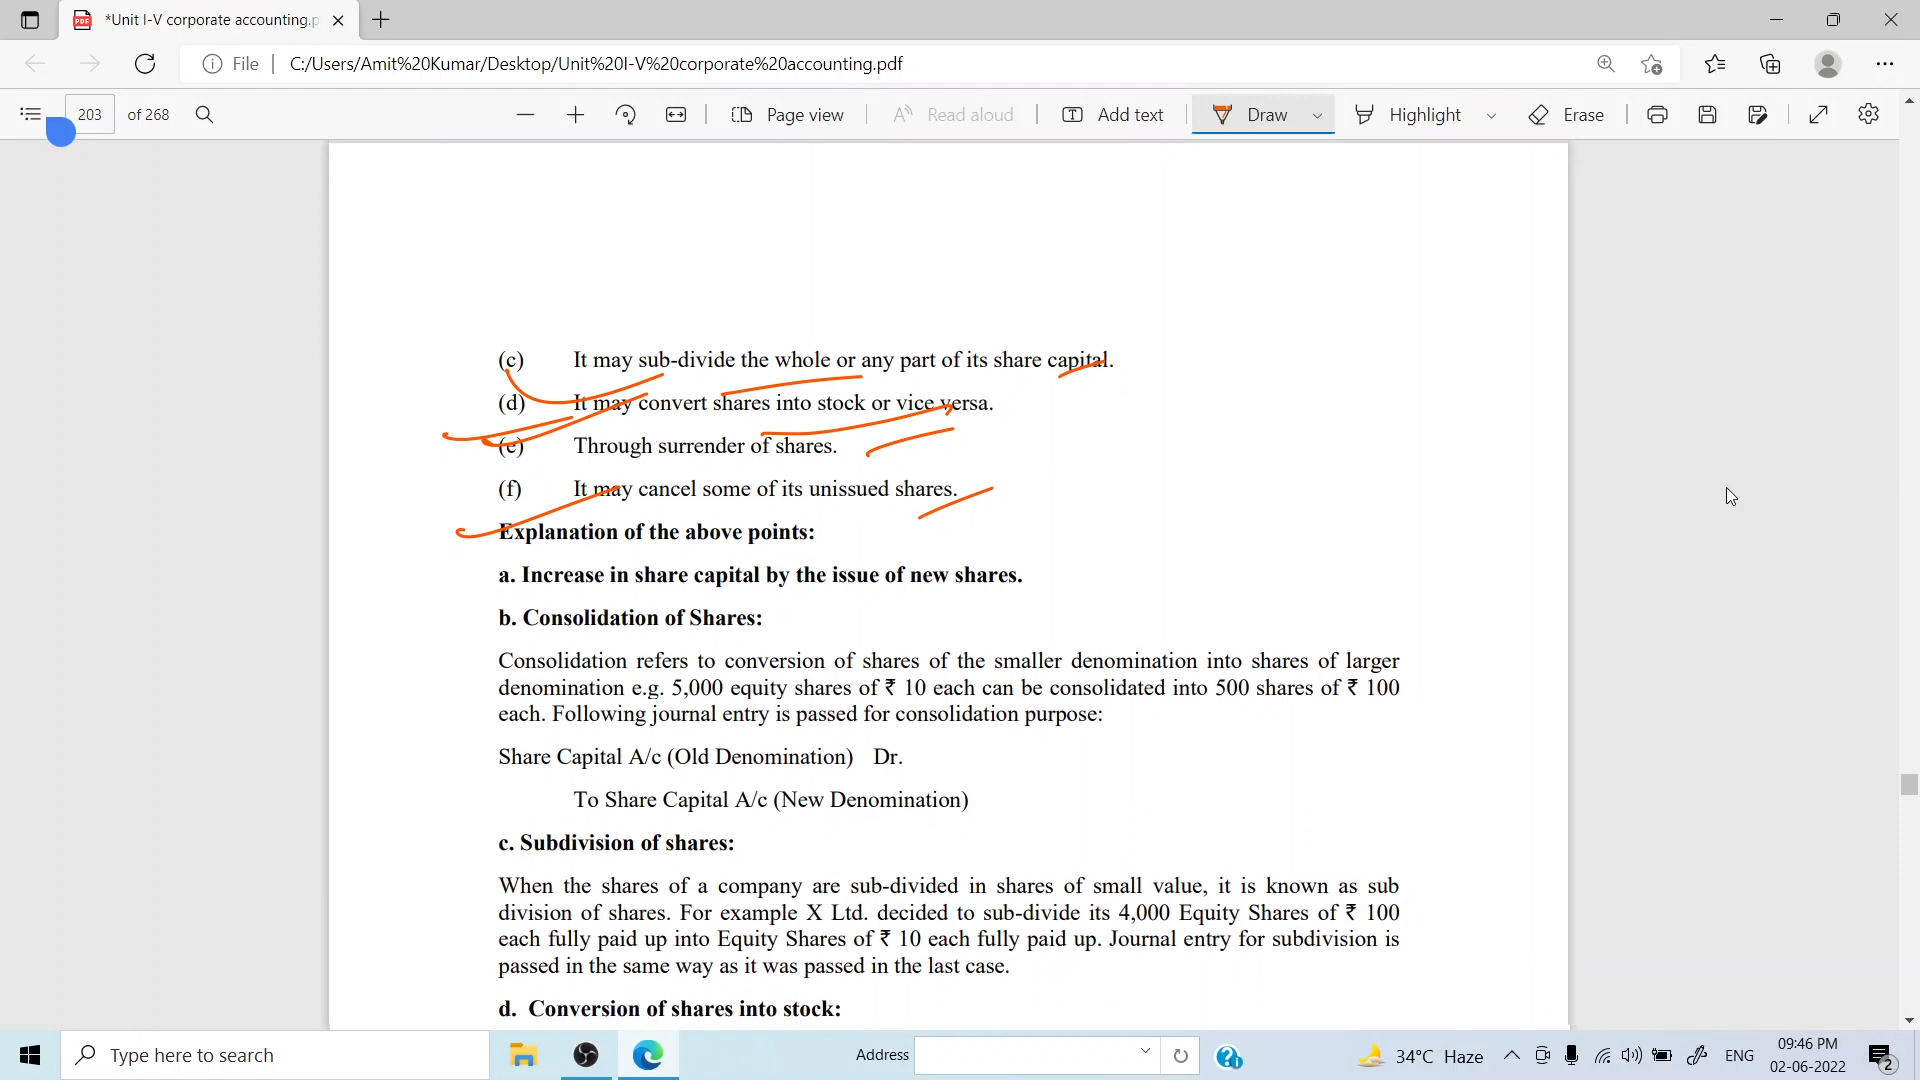 *Unit I-V corporate accounting.p
File
C:/Users/Amit%20Kumar/Desktop/Unit%20I-V%20corporate%20accounting.pdf
203 of 268
Page view
Read aloud
Add text
Draw
Highlight
Erase
(c) It may sub-divide the whole or any part of its share capital.
(d) It may convert shares into stock or vice versa.
(e) Through surrender of shares.
(f) It may cancel some of its unissued shares.
Explanation of the above points:
a. Increase in share capital by the issue of new shares.
b. Consolidation of Shares:
Consolidation refers to conversion of shares of the smaller denomination into shares of larger
denomination e.g. 5,000 equity shares of ₹ 10 each can be consolidated into 500 shares of ₹ 100
each. Following journal entry is passed for consolidation purpose:
Share Capital A/c (Old Denomination) Dr.
To Share Capital A/c (New Denomination)
c. Subdivision of shares:
When the shares of a company are sub-divided in shares of small value, it is known as sub
division of shares. For example X Ltd. decided to sub-divide its 4,000 Equity Shares of ₹ 100
each fully paid up into Equity Shares of ₹ 10 each fully paid up. Journal entry for subdivision is
passed in the same way as it was passed in the last case.
d. Conversion of shares into stock:
Type here to search
Address
34°C Haze
ENG
09:46 PM
02-06-2022
2